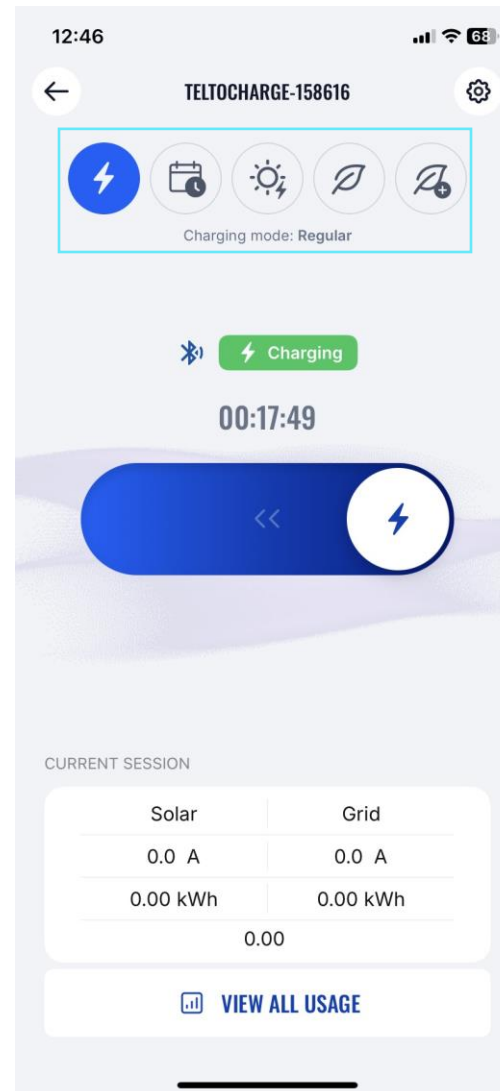 12:46
68
TELTOCHARGE-158616
Charging mode: Regular
Charging
00:17:49
CURRENT SESSION
Solar Grid
0.0 A 0.0 A
0.00 kWh 0.00 kWh
0.00
VIEW ALL USAGE